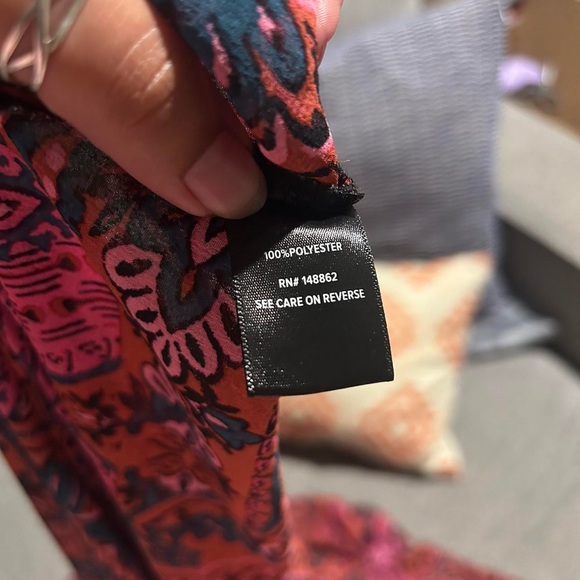 100%POLYESTER
RN# 148862
SEE CARE ON REVERSE